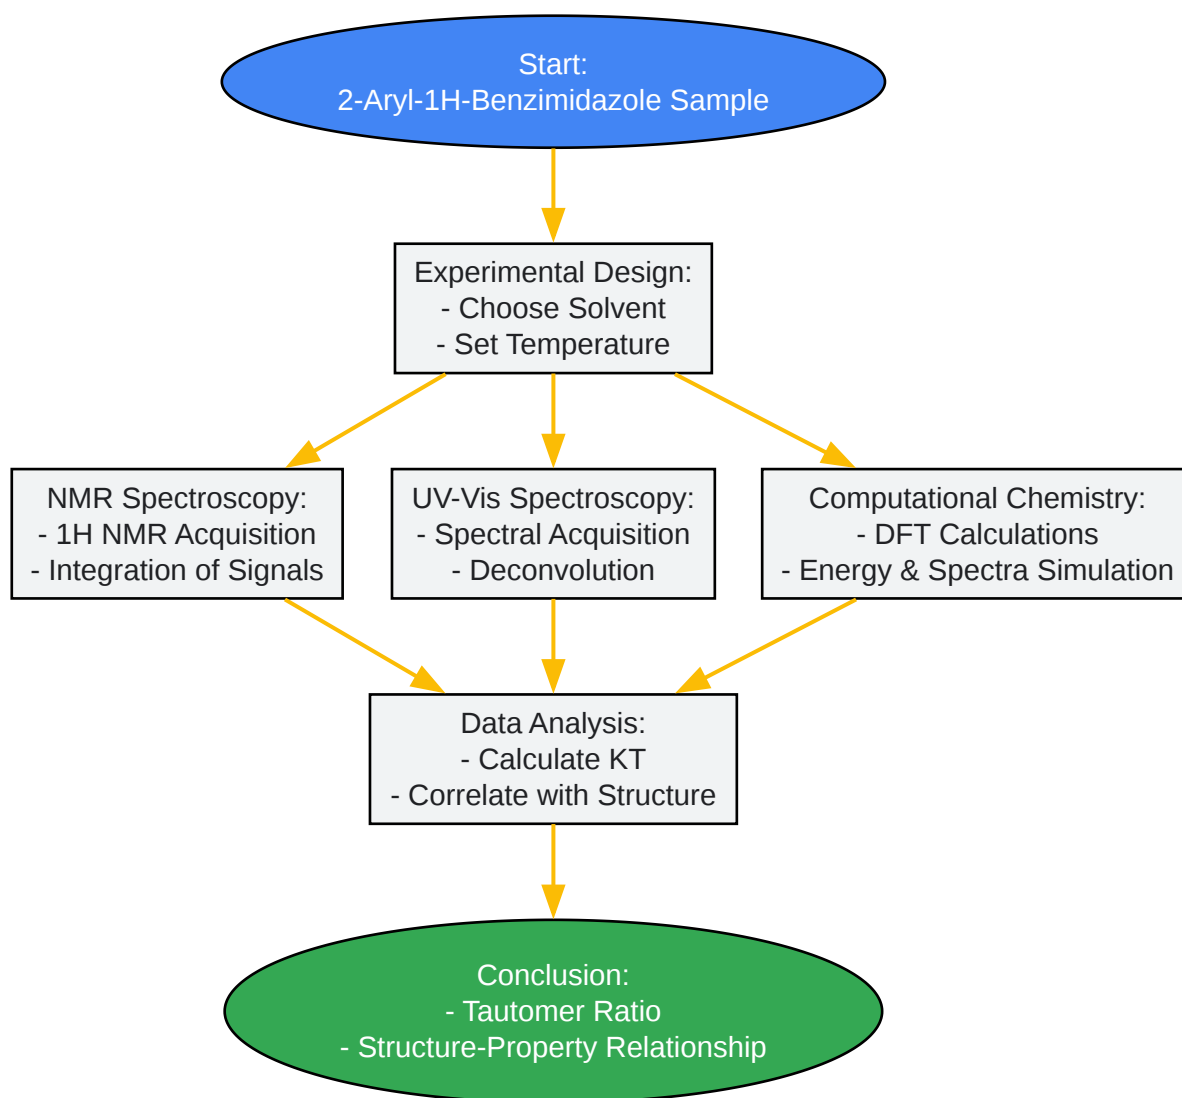 Start:
2-Aryl-1H-Benzimidazole Sample
Experimental Design:
- Choose Solvent
- Set Temperature
NMR Spectroscopy:
- 1H NMR Acquisition
- Integration of Signals
UV-Vis Spectroscopy:
- Spectral Acquisition
- Deconvolution
Computational Chemistry:
- DFT Calculations
- Energy & Spectra Simulation
Data Analysis:
- Calculate KT
- Correlate with Structure
Conclusion:
- Tautomer Ratio
- Structure-Property Relationship